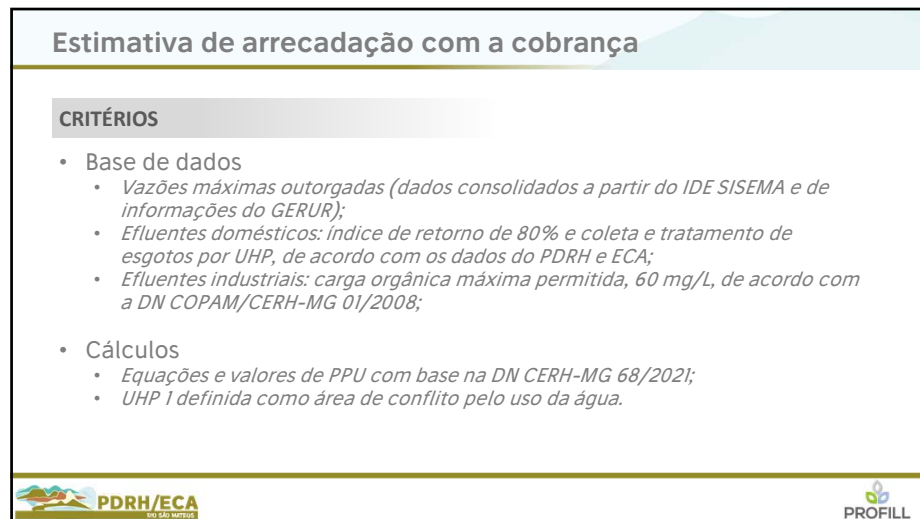 Estimativa de arrecadação com a cobrança
CRITÉRIOS
• Base de dados
• Vazões máximas outorgadas (dados consolidados a partir do IDE SISEMA e de
informações do GERUR);
• Efluentes domésticos: índice de retorno de 80% e coleta e tratamento de
esgotos por UHP, de acordo com os dados do PDRH e ECA;
• Efluentes industriais: carga orgânica máxima permitida, 60 mg/L, de acordo com
a DN COPAM/CERH-MG 01/2008;
• Cálculos
• Equações e valores de PPU com base na DN CERH-MG 68/2021;
• UHP 1 definida como área de conflito pelo uso da água.
PDRH/ECA
RIO SÃO MATEUS
PROFILL